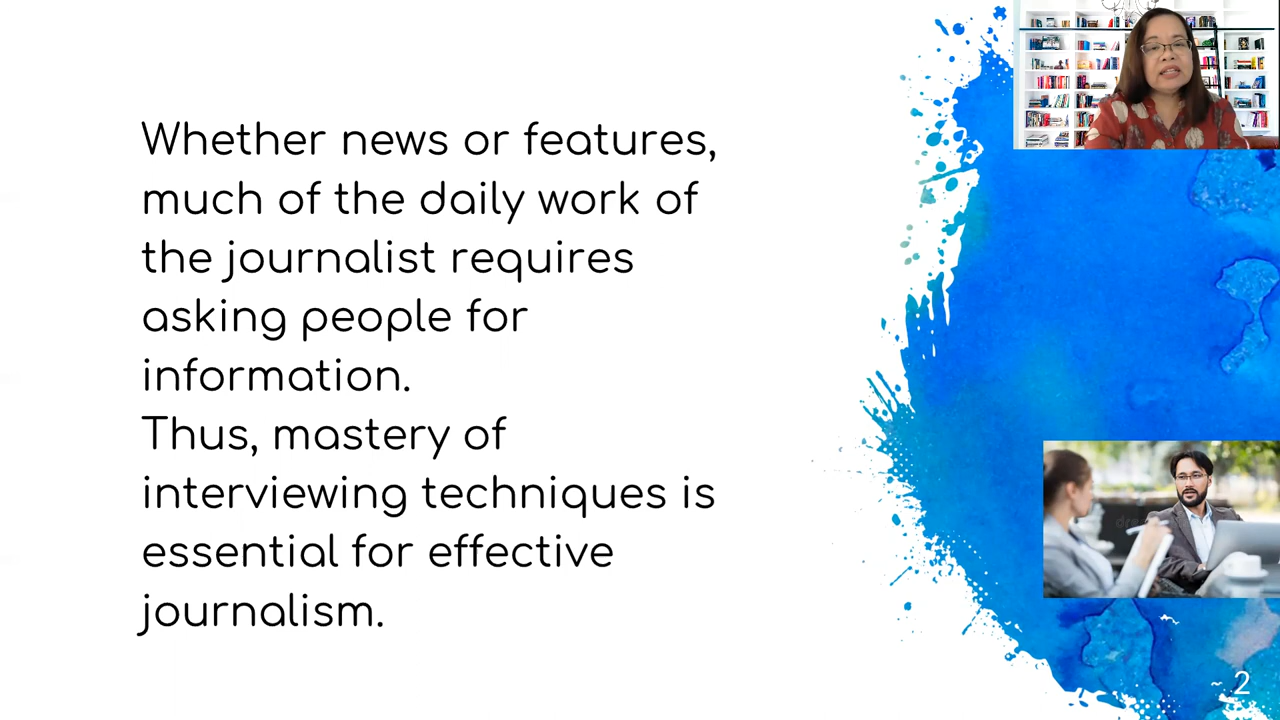 Whether news or features,
much of the daily work of
the journalist requires
asking people for
information.
Thus, mastery of
interviewing techniques is
essential for effective
journalism.
2